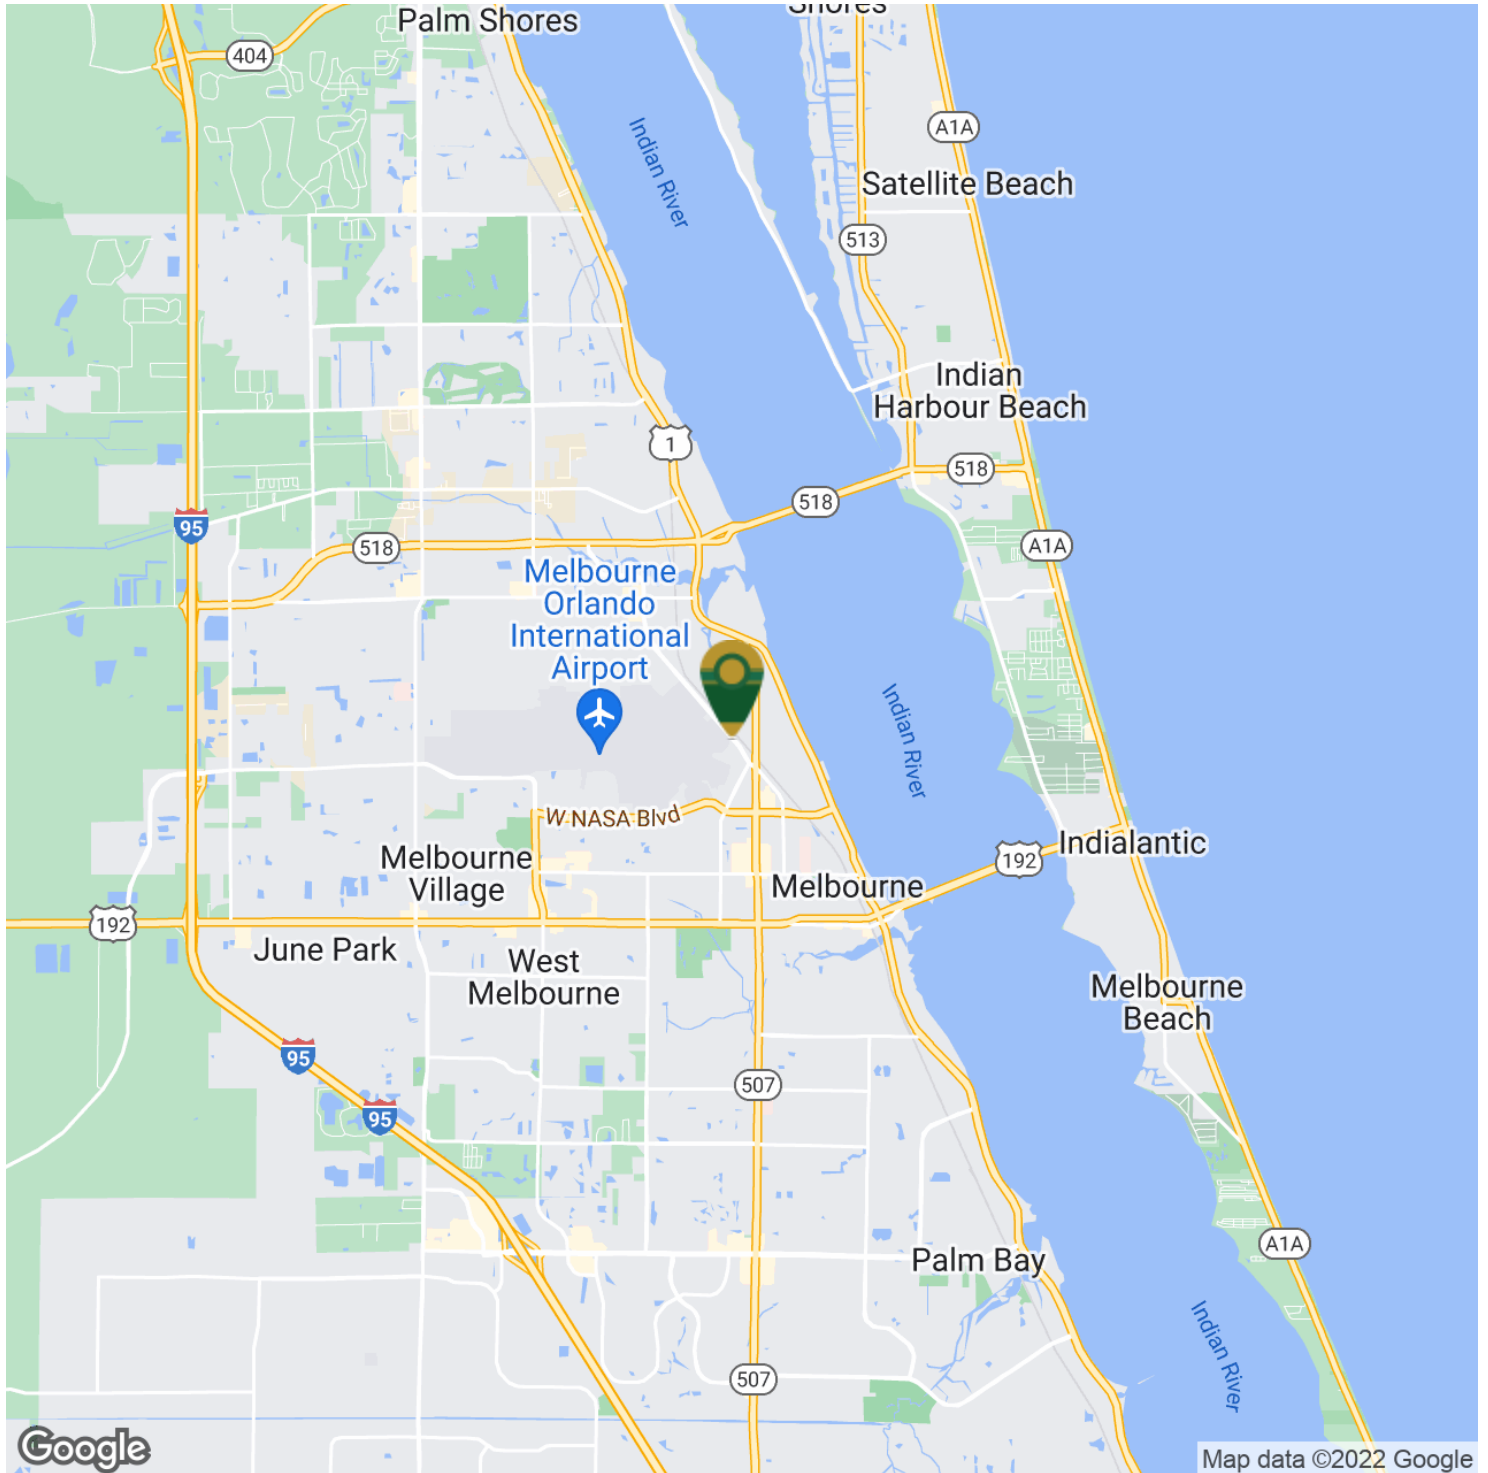 Shores
Palm Shores
404
A1A
Indian River
Satellite Beach
513
Indian
Harbour Beach
1
518
518
95
518
A1A
Melbourne
Orlando
International
Airport
Indian River
W NASA Blvd
Indialantic
192
Melbourne
Village
Melbourne
192
June Park
West
Melbourne
Melbourne
Beach
95
507
95
A1A
Palm Bay
Indian River
507
Google
Map data ©2022 Google